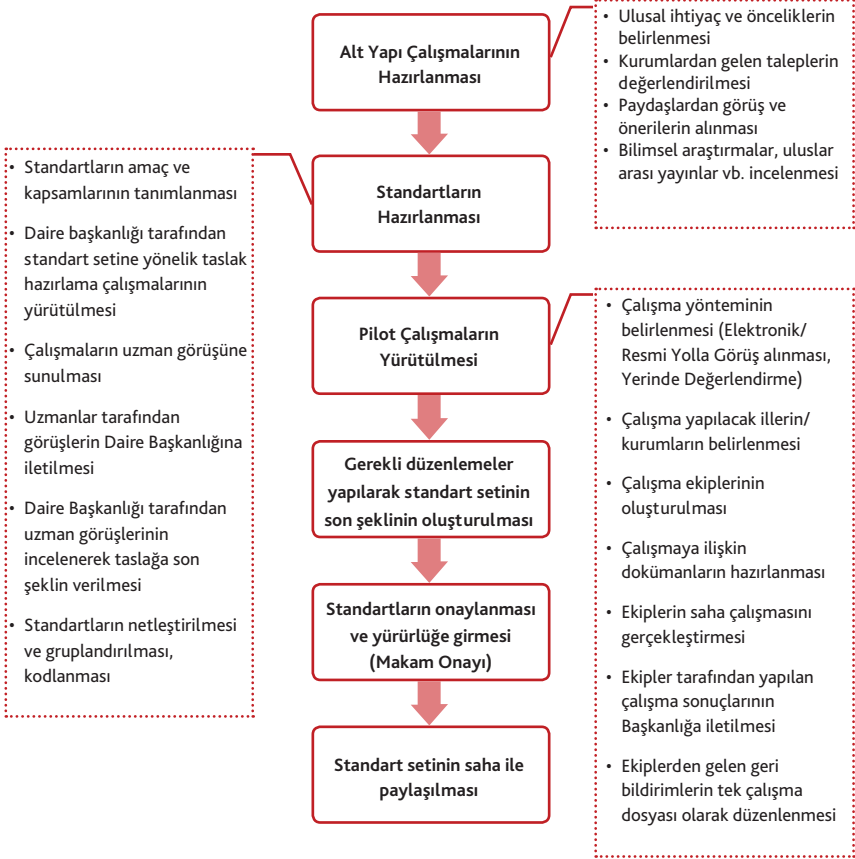 Alt Yapı Çalışmalarının
Hazırlanması
• Ulusal ihtiyaç ve önceliklerin
belirlenmesi
• Kurumlardan gelen taleplerin
değerlendirilmesi
• Paydaşlardan görüş ve
önerilerin alınması
• Bilimsel araştırmalar, uluslar
arası yayınlar vb. incelenmesi
Standartların
Hazırlanması
• Standartların amaç ve
kapsamlarının tanımlanması
• Daire başkanlığı tarafından
standart setine yönelik taslak
hazırlama çalışmalarının
yürütülmesi
• Çalışmaların uzman görüşüne
sunulması
• Uzmanlar tarafından
görüşlerin Daire Başkanlığına
iletilmesi
• Daire Başkanlığı tarafından
uzman görüşlerinin
incelenerek taslağa son
şeklin verilmesi
• Standartların netleştirilmesi
ve gruplandırılması,
kodlanması
Pilot Çalışmaların
Yürütülmesi
• Çalışma yönteminin
belirlenmesi (Elektronik/
Resmi Yolla Görüş alınması,
Yerinde Değerlendirme)
• Çalışma yapılacak illerin/
kurumların belirlenmesi
• Çalışma ekiplerinin
oluşturulması
• Çalışmaya ilişkin
dokümanların hazırlanması
• Ekiplerin saha çalışmasını
gerçekleştirmesi
• Ekipler tarafından yapılan
çalışma sonuçlarının
Başkanlığa iletilmesi
• Ekiplerden gelen geri
bildirimlerin tek çalışma
dosyası olarak düzenlenmesi
Gerekli düzenlemeler
yapılarak standart setinin
son şeklinin oluşturulması
Standartların onaylanması
ve yürürlüğe girmesi
(Makam Onayı)
Standart setinin saha ile
paylaşılması